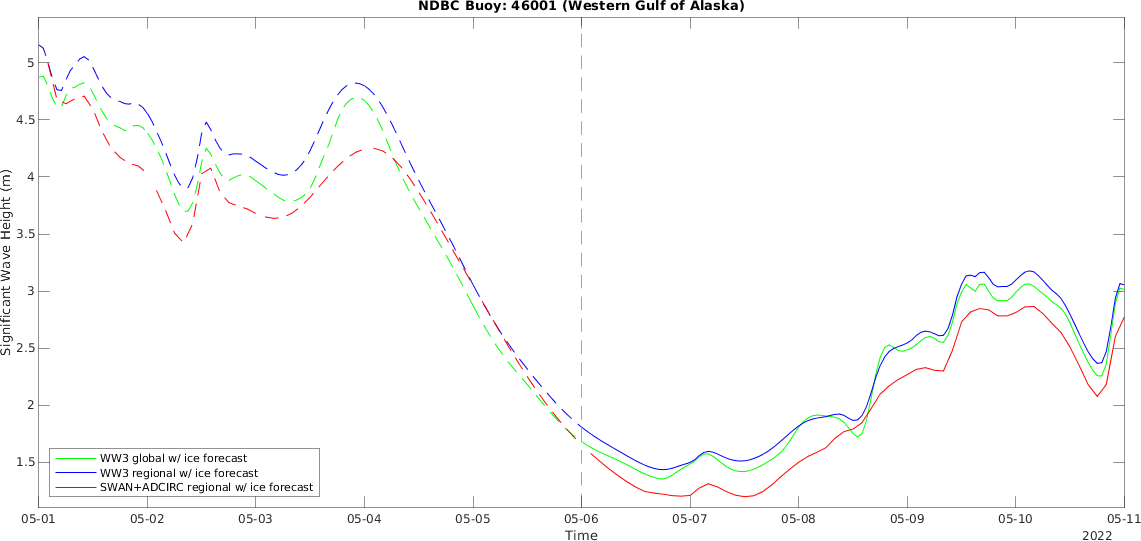 NDBC Buoy: 46001 (Western Gulf of Alaska)
Significant Wave Height (m)
5
4.5
4
3.5
3
2.5
2
1.5
WW3 global w/ ice forecast
WW3 regional w/ ice forecast
SWAN+ADCIRC regional w/ ice forecast
05-01 05-02 05-03 05-04 05-05 05-06 05-07 05-08 05-09 05-10 05-11
Time
2022